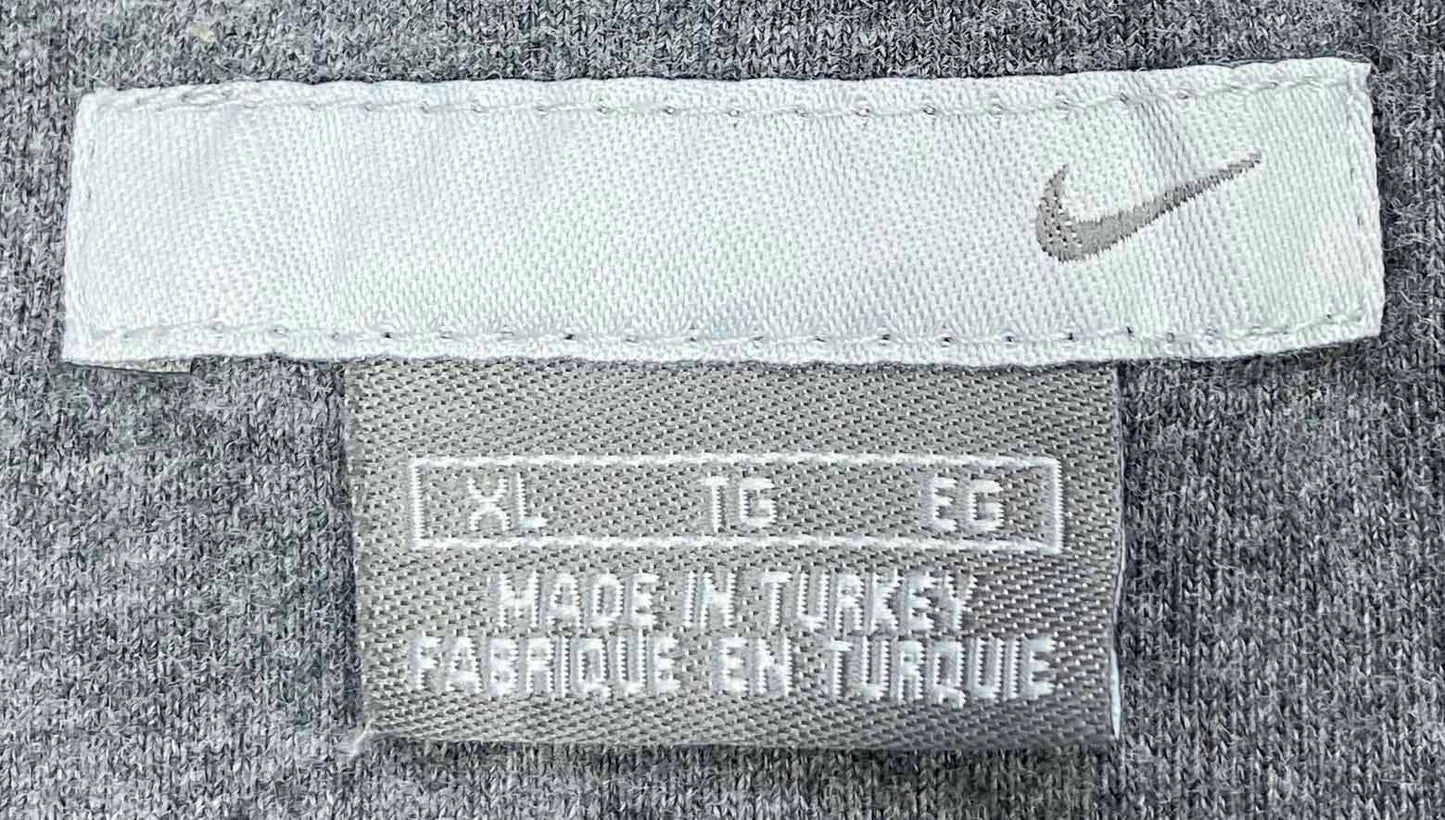 XL TG EG
MADE IN TURKEY
FABRIQUE EN TURQUIE